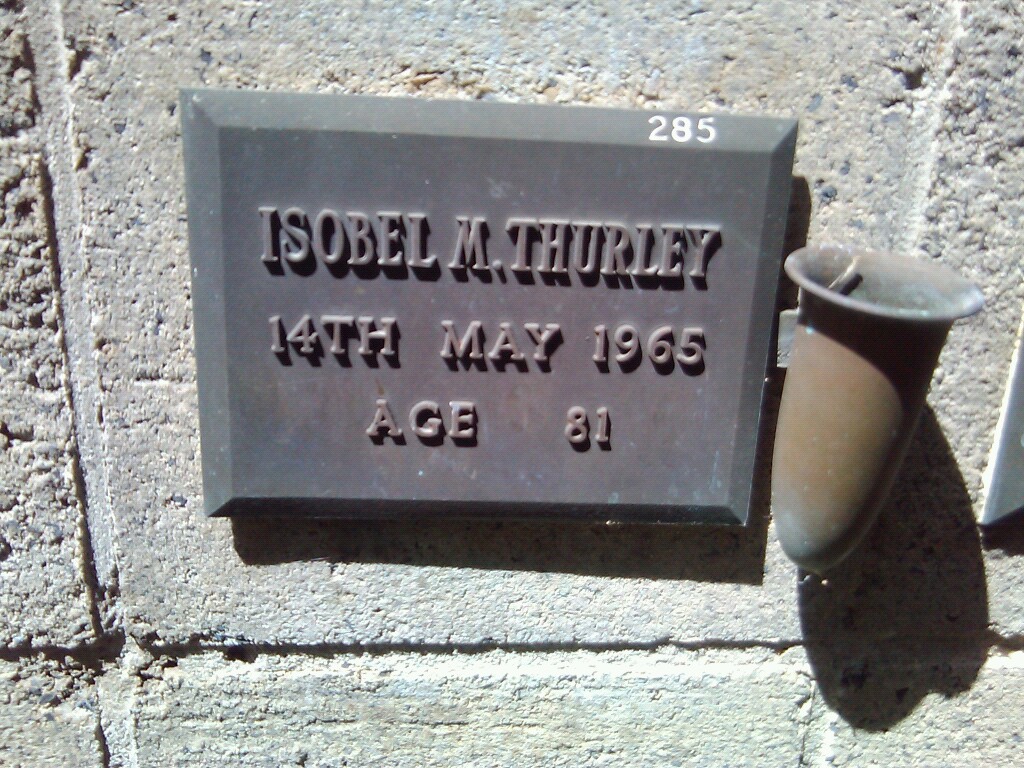 285
ISOBEL M. THURLEY
14TH MAY 1965
AGE 81